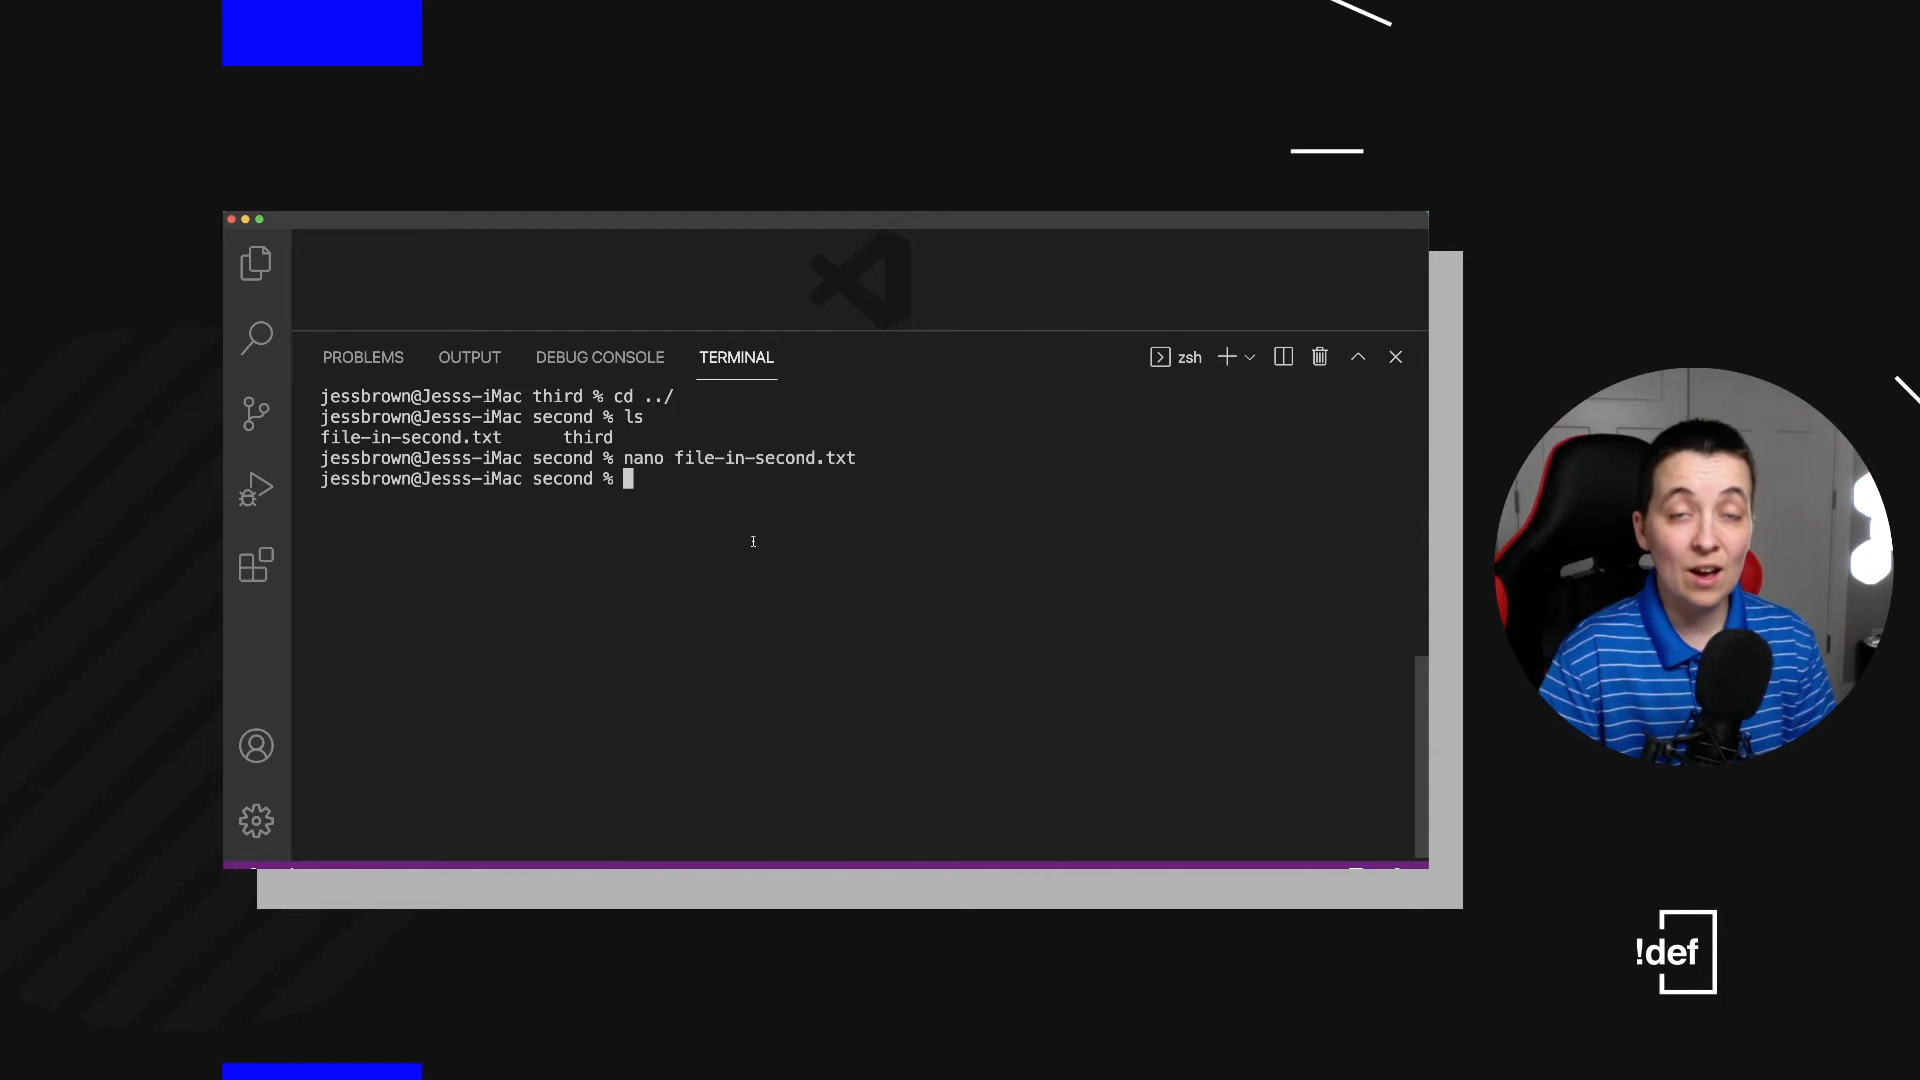 PROBLEMS OUTPUT DEBUG CONSOLE TERMINAL zsh
jessbrown@Jesss-iMac third % cd ../
jessbrown@Jesss-iMac second % ls
file-in-second.txt third
jessbrown@Jesss-iMac second % nano file-in-second.txt
jessbrown@Jesss-iMac second %
!def